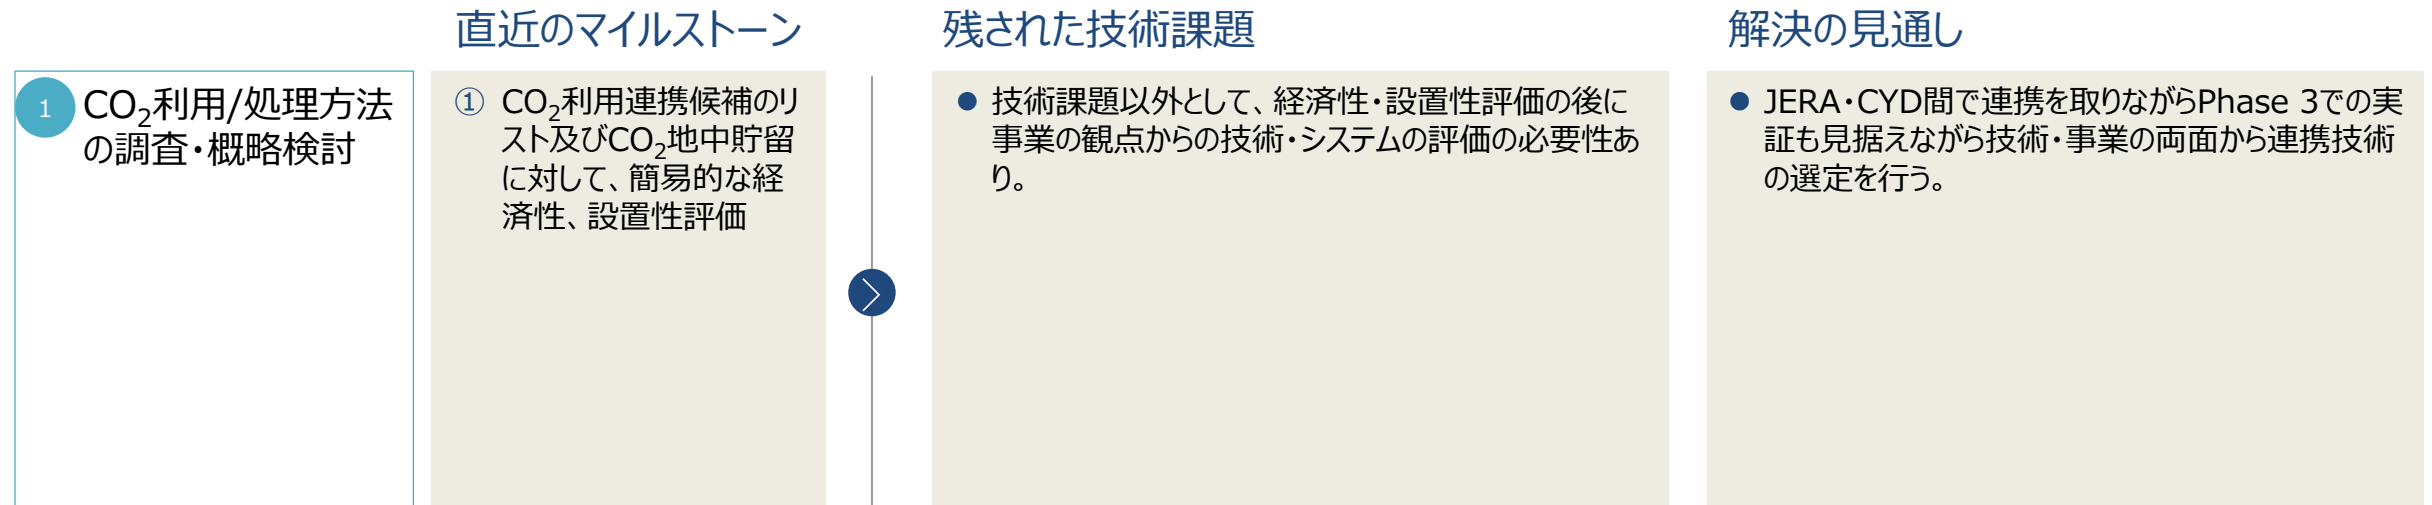 直近のマイルストーン
残された技術課題
解決の見通し
1
CO₂利用/処理方法
の調査・概略検討
① CO₂利用連携候補のリ
スト及びCO₂地中貯留
に対して、簡易的な経
済性、設置性評価
● 技術課題以外として、経済性・設置性評価の後に
事業の観点からの技術・システムの評価の必要性あ
り。
● JERA・CYD間で連携を取りながらPhase 3での実
証も見据えながら技術・事業の両面から連携技術
の選定を行う。